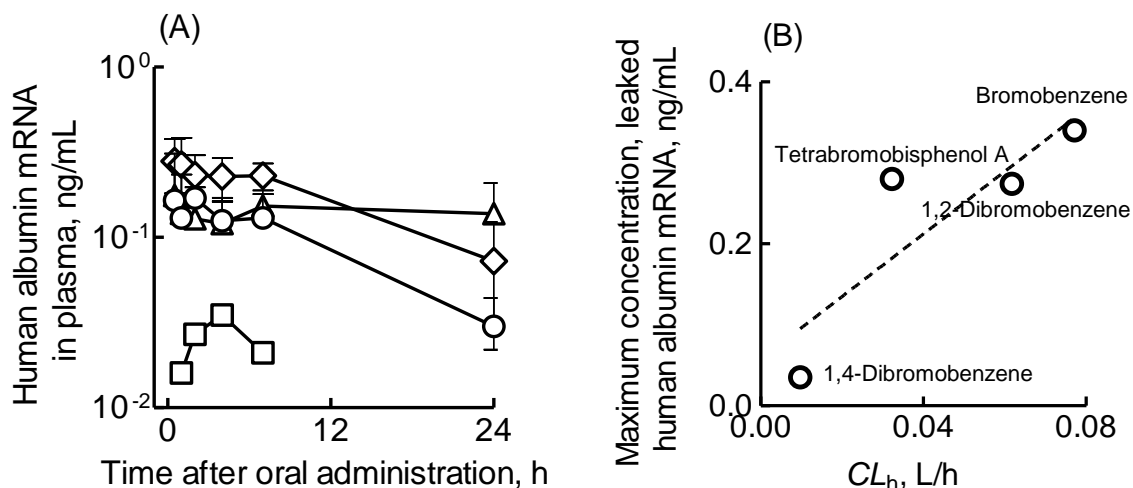 (A)
Human albumin mRNA
in plasma, ng/mL
10⁰
10⁻¹
10⁻²
0
12
24
Time after oral administration, h
(B)
Maximum concentration, leaked
human albumin mRNA, ng/mL
0.4
0.2
0.0
Bromobenzene
Tetrabromobisphenol A
1,2-Dibromobenzene
1,4-Dibromobenzene
0.00
0.04
0.08
CLₕ, L/h